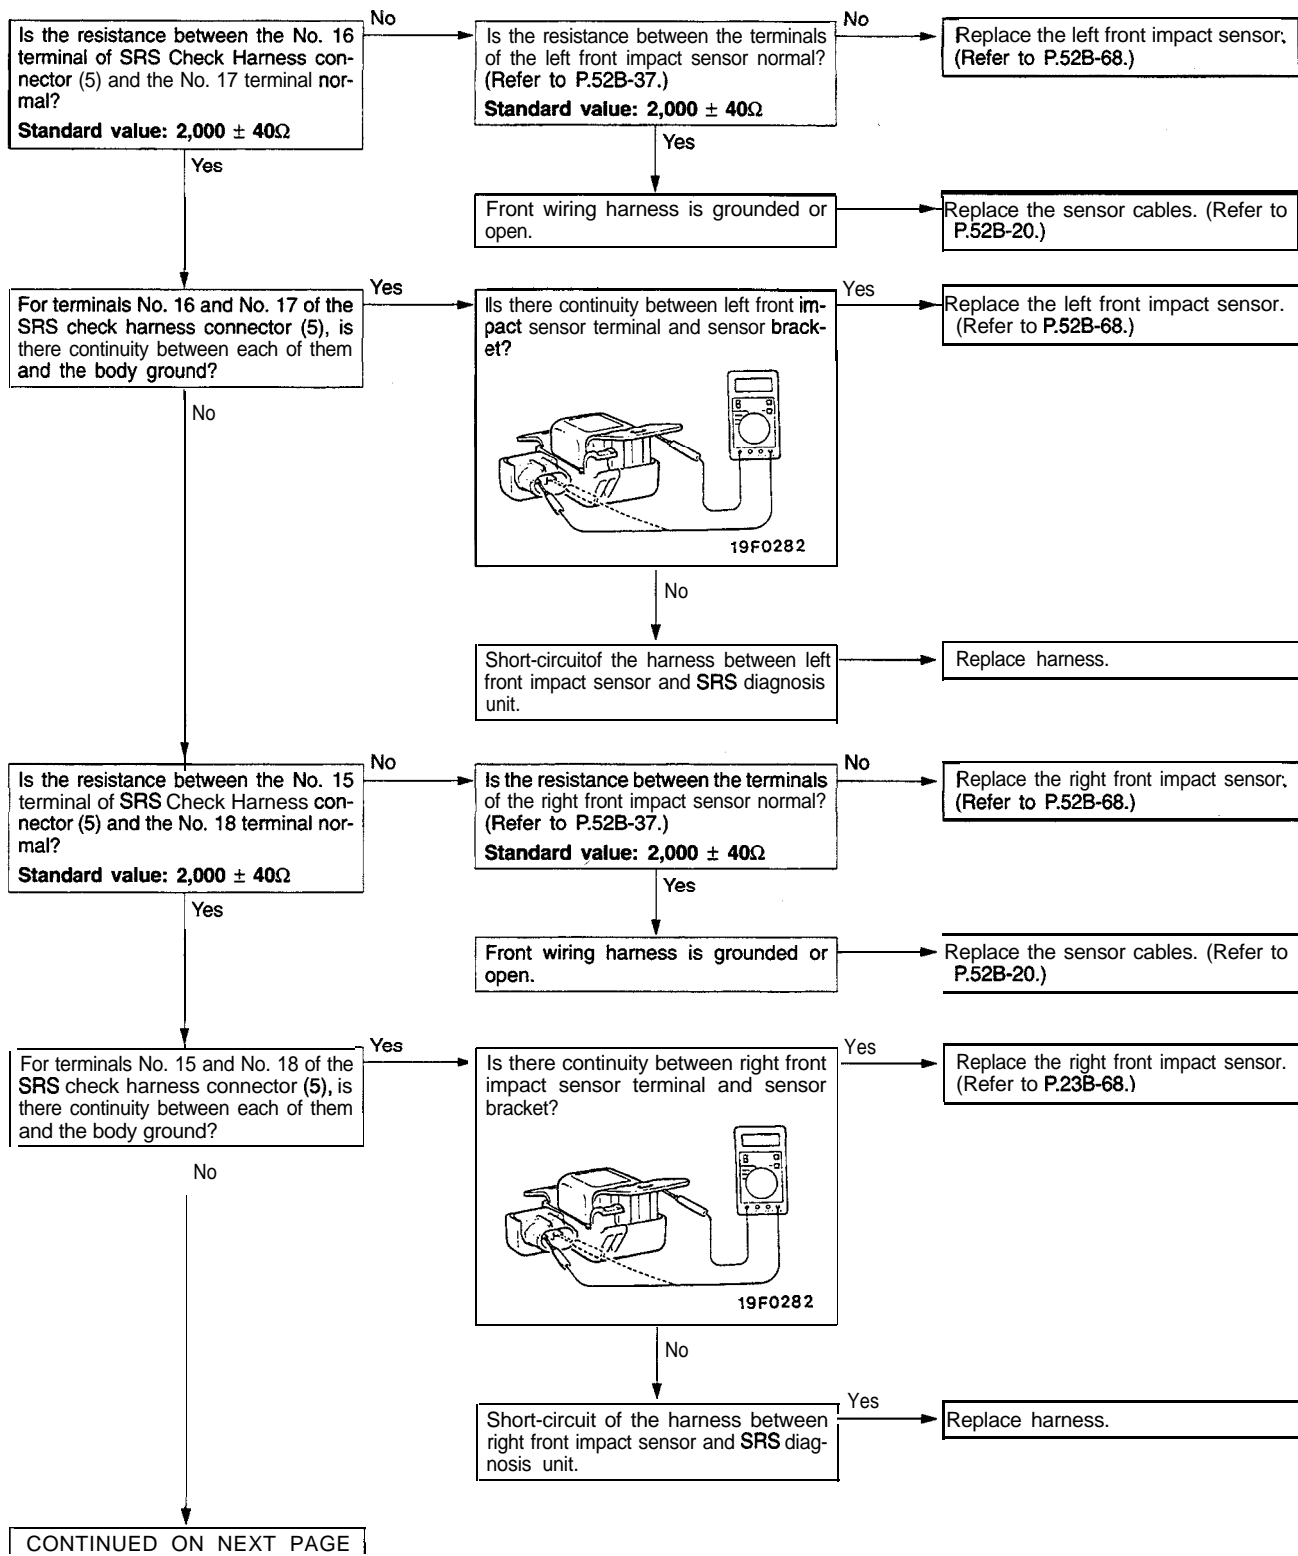 Is the resistance between the No. 16
terminal of SRS Check Harness con-
nector (5) and the No. 17 terminal nor-
mal?
Standard value: 2,000 ± 40Ω
No
Is the resistance between the terminals
of the left front impact sensor normal?
(Refer to P.52B-37.)
Standard value: 2,000 ± 40Ω
No
Replace the left front impact sensor.
(Refer to P.52B-68.)
Yes
Yes
Front wiring harness is grounded or
open.
Replace the sensor cables. (Refer to
P.52B-20.)
For terminals No. 16 and No. 17 of the
SRS check harness connector (5), is
there continuity between each of them
and the body ground?
Yes
Is there continuity between left front im-
pact sensor terminal and sensor brack-
et?
19F0282
Yes
Replace the left front impact sensor.
(Refer to P.52B-68.)
No
No
Short-circuitof the harness between left
front impact sensor and SRS diagnosis
unit.
Replace harness.
Is the resistance between the No. 15
terminal of SRS Check Harness con-
nector (5) and the No. 18 terminal nor-
mal?
Standard value: 2,000 ± 40Ω
No
Is the resistance between the terminals
of the right front impact sensor normal?
(Refer to P.52B-37.)
Standard value: 2,000 ± 40Ω
No
Replace the right front impact sensor.
(Refer to P.52B-68.)
Yes
Yes
Front wiring harness is grounded or
open.
Replace the sensor cables. (Refer to
P.52B-20.)
For terminals No. 15 and No. 18 of the
SRS check harness connector (5), is
there continuity between each of them
and the body ground?
Yes
Is there continuity between right front
impact sensor terminal and sensor
bracket?
19F0282
Yes
Replace the right front impact sensor.
(Refer to P.23B-68.)
No
No
Short-circuit of the harness between
right front impact sensor and SRS diag-
nosis unit.
Yes
Replace harness.
CONTINUED ON NEXT PAGE